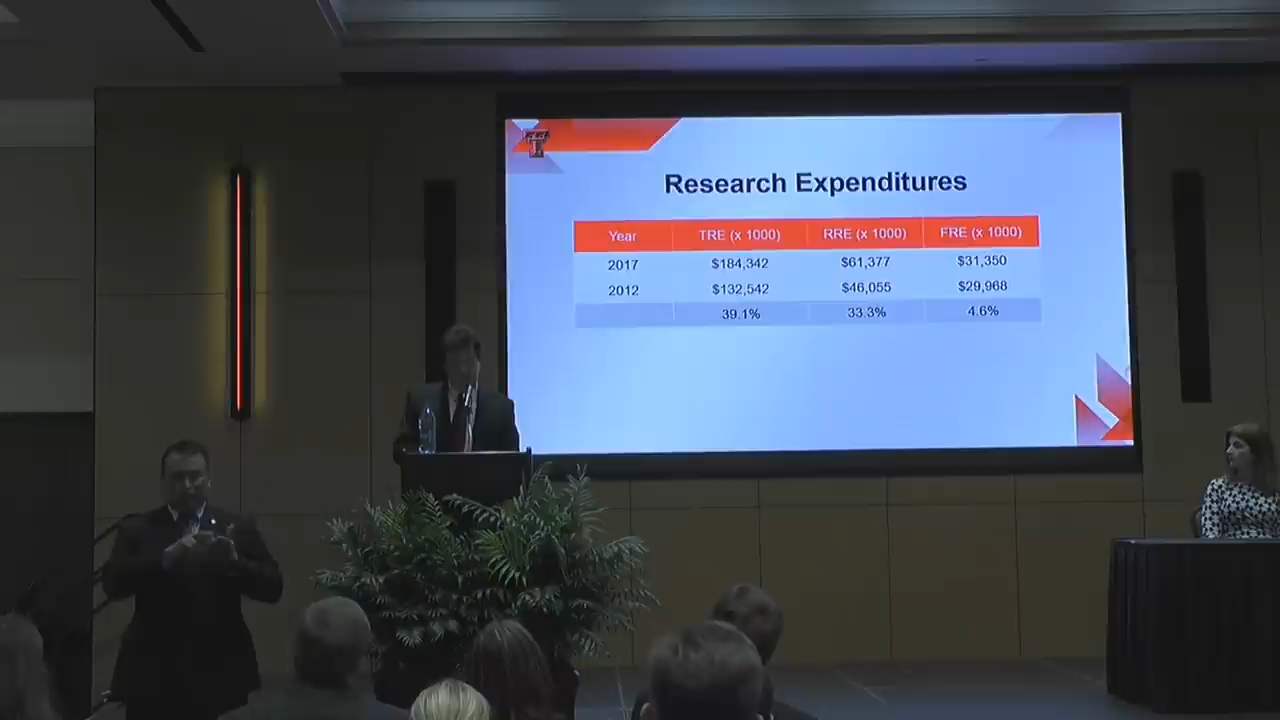 Research Expenditures
Year TRE (x 1000) RRE (x 1000) FRE (x 1000)
2017 $184,342 $61,377 $31,350
2012 $132,542 $46,055 $29,968
39.1% 33.3% 4.6%